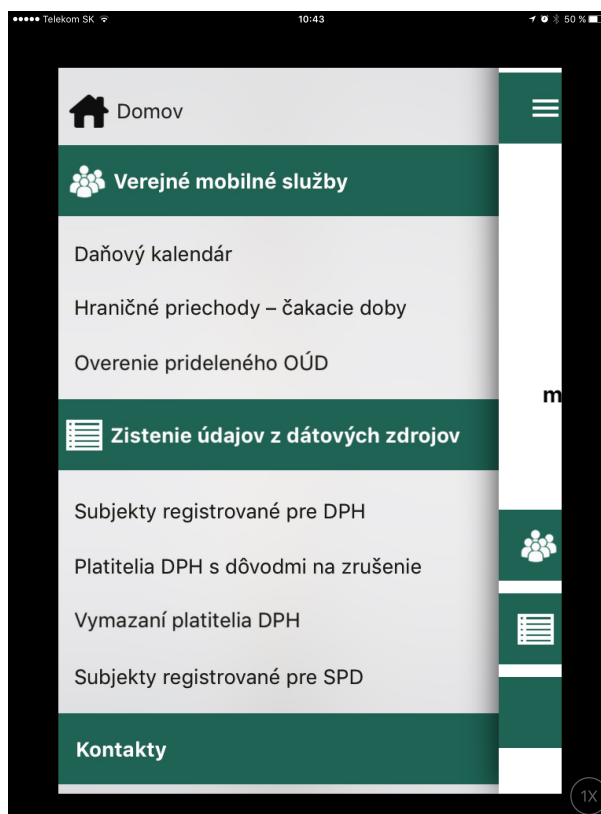 Telekom SK 10:43 50 %
Domov
Verejné mobilné služby
Daňový kalendár
Hraničné priechody – čakacie doby
Overenie prideleného OÚD
m
Zistenie údajov z dátových zdrojov
Subjekty registrované pre DPH
Platitelia DPH s dôvodmi na zrušenie
Vymazaní platitelia DPH
Subjekty registrované pre SPD
Kontakty
1X